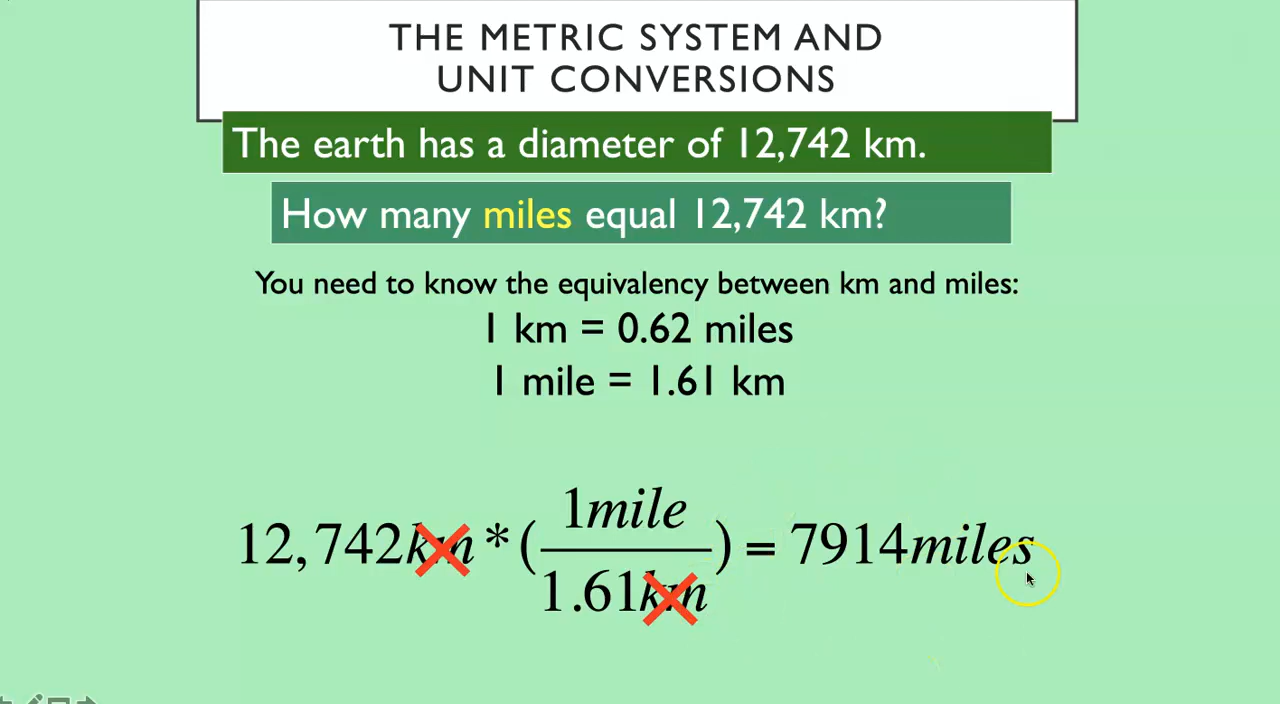 THE METRIC SYSTEM AND
UNIT CONVERSIONS
The earth has a diameter of 12,742 km.
How many miles equal 12,742 km?
You need to know the equivalency between km and miles:
1 km = 0.62 miles
1 mile = 1.61 km
12,742km * (1mile / 1.61km) = 7914miles